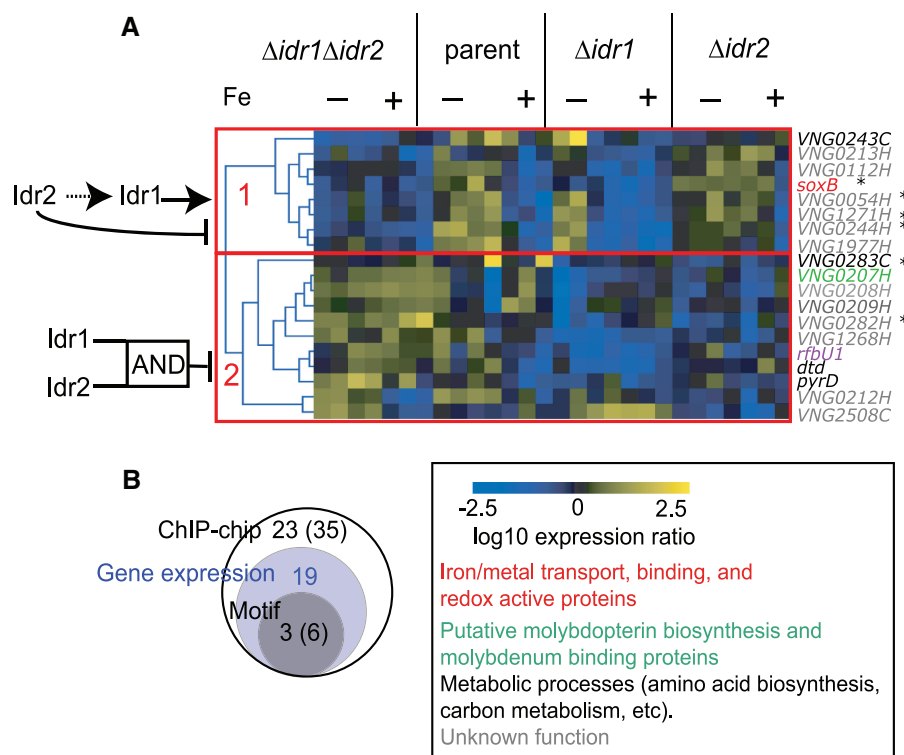 A
Δidr1Δidr2 parent Δidr1 Δidr2
Fe − + − + − + − +
1
2
Idr2 Idr1
Idr1
AND
Idr2
VNG0243C
VNG0213H
VNG0112H
soxB *
VNG0054H *
VNG1271H *
VNG0244H *
VNG1977H
VNG0283C *
VNG0207H
VNG0208H
VNG0209H
VNG0282H *
VNG1268H
rfbU1
dtd
pyrD
VNG0212H
VNG2508C
B
ChIP-chip 23 (35)
Gene expression 19
Motif
3 (6)
-2.5 0 2.5
log10 expression ratio
Iron/metal transport, binding, and
redox active proteins
Putative molybdopterin biosynthesis and
molybdenum binding proteins
Metabolic processes (amino acid biosynthesis,
carbon metabolism, etc).
Unknown function